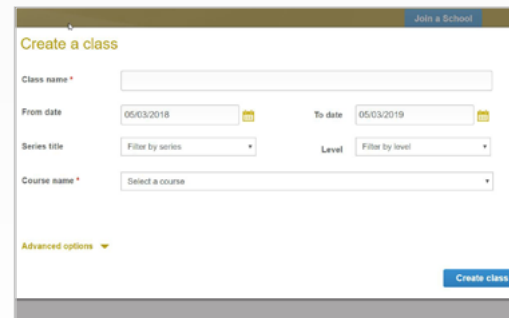 Join a School
Create a class
Class name *
From date 05/03/2018 To date 05/03/2019
Series title Filter by series Level Filter by level
Course name * Select a course
Advanced options
Create class